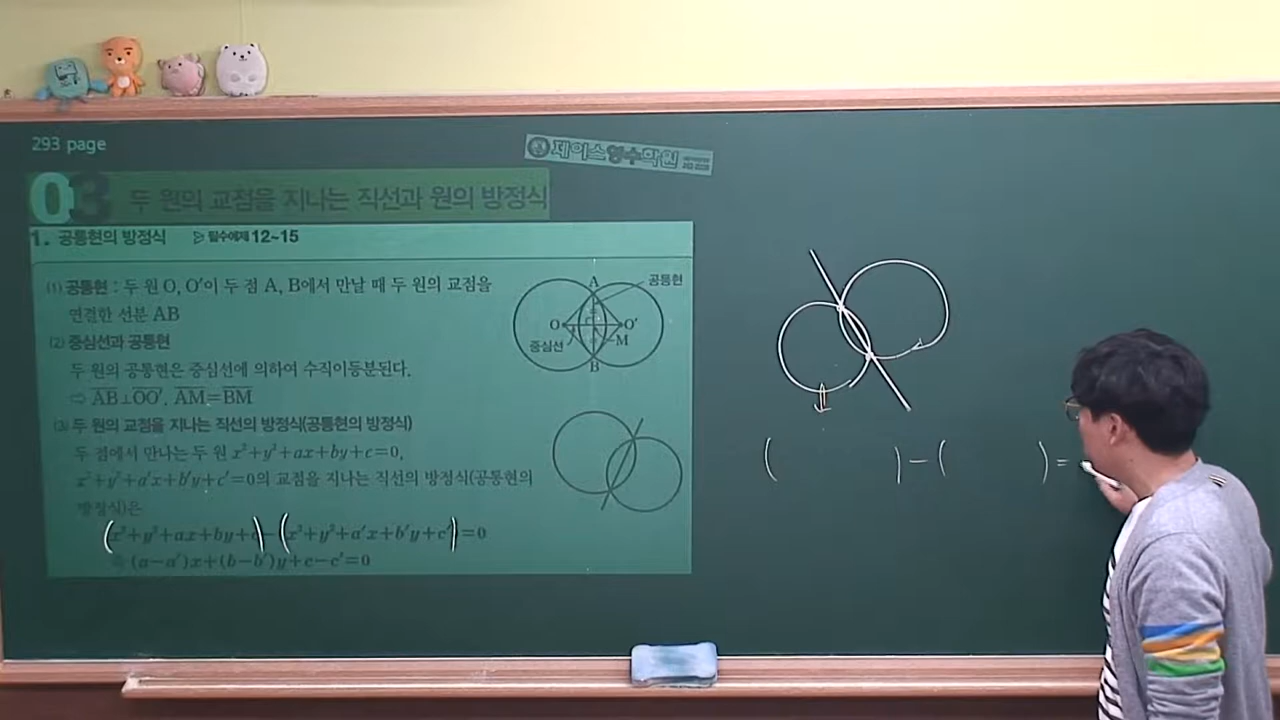 293 page
제이스영수학원
03 두 원의 교점을 지나는 직선과 원의 방정식
1. 공통현의 방정식 ▷ 필수예제 12~15
(1) 공통현 : 두 원 O, O′이 두 점 A, B에서 만날 때 두 원의 교점을
연결한 선분 AB
(2) 중심선과 공통현
두 원의 공통현은 중심선에 의하여 수직이등분된다.
⇨ A̅B̅⊥O̅O̅′, A̅M̅=B̅M̅
(3) 두 원의 교점을 지나는 직선의 방정식(공통현의 방정식)
두 점에서 만나는 두 원 x²+y²+ax+by+c=0,
x²+y²+a′x+b′y+c′=0의 교점을 지나는 직선의 방정식(공통현의
방정식)은
(x²+y²+ax+by+c)-(x²+y²+a′x+b′y+c′)=0
(a-a′)x+(b-b′)y+c-c′=0
A
공통현
O
O′
중심선
M
B
( )-( )=